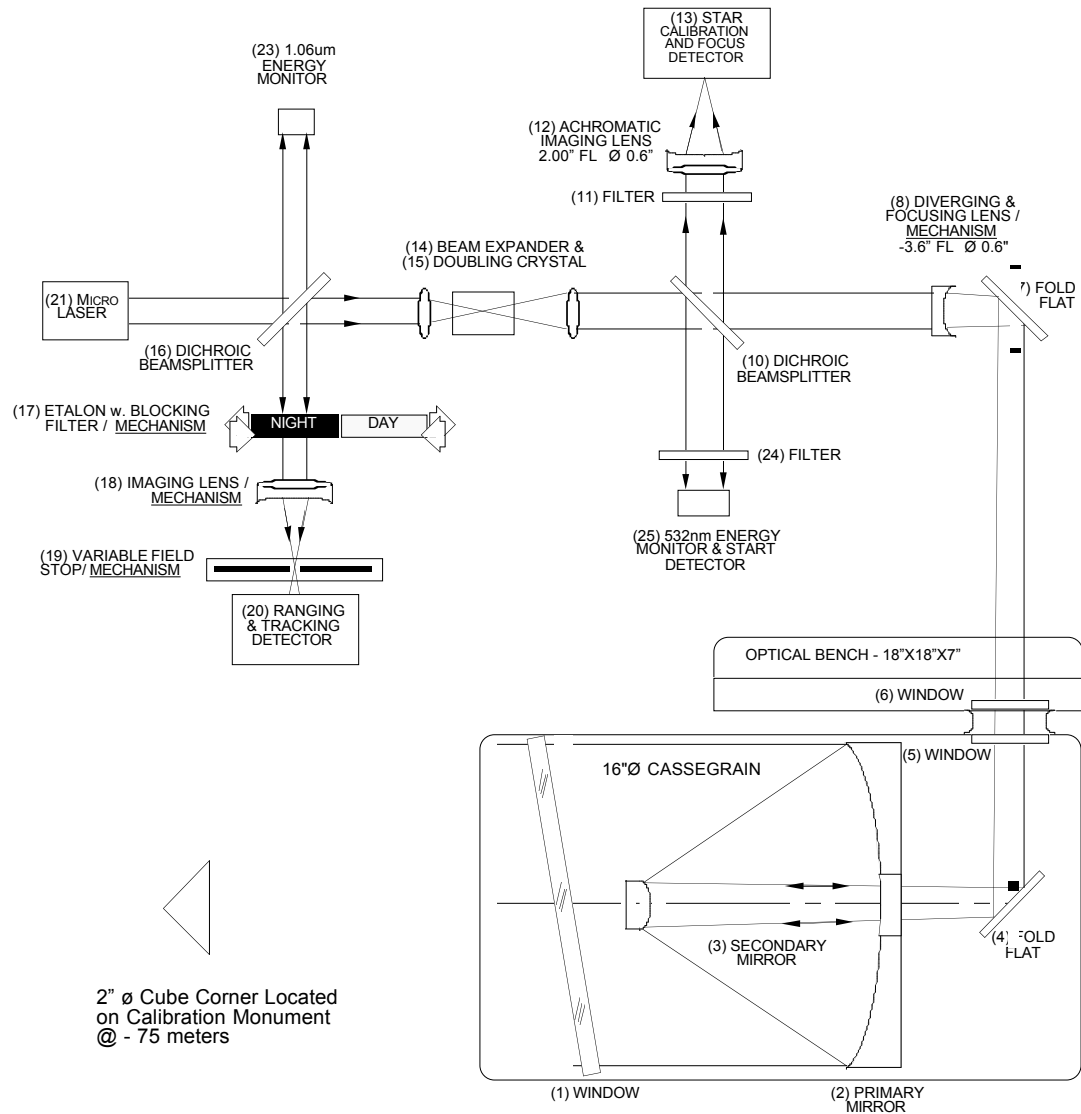 (13) STAR
CALIBRATION
AND FOCUS
DETECTOR
(23) 1.06um
ENERGY
MONITOR
(12) ACHROMATIC
IMAGING LENS
2.00" FL Ø 0.6"
(11) FILTER
(8) DIVERGING &
FOCUSING LENS /
MECHANISM
-3.6" FL Ø 0.6"
(14) BEAM EXPANDER &
(15) DOUBLING CRYSTAL
7) FOLD
FLAT
(21) MICRO
LASER
(16) DICHROIC
BEAMSPLITTER
(10) DICHROIC
BEAMSPLITTER
(17) ETALON w. BLOCKING
FILTER / MECHANISM
NIGHT
DAY
(24) FILTER
(18) IMAGING LENS /
MECHANISM
(25) 532nm ENERGY
MONITOR & START
DETECTOR
(19) VARIABLE FIELD
STOP/ MECHANISM
(20) RANGING
& TRACKING
DETECTOR
OPTICAL BENCH - 18"X18"X7"
(6) WINDOW
(5) WINDOW
16"Ø CASSEGRAIN
(3) SECONDARY
MIRROR
(4) FOLD
FLAT
2" ø Cube Corner Located
on Calibration Monument
@ - 75 meters
(1) WINDOW
(2) PRIMARY
MIRROR